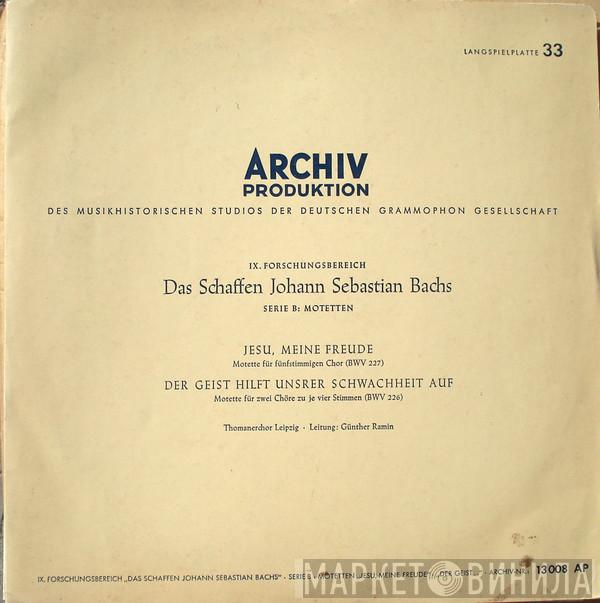 LANGSPIELPLATTE 33
ARCHIV
PRODUKTION
DES MUSIKHISTORISCHEN STUDIOS DER DEUTSCHEN GRAMMOPHON GESELLSCHAFT
IX. FORSCHUNGSBEREICH
Das Schaffen Johann Sebastian Bachs
SERIE B: MOTETTEN
JESU, MEINE FREUDE
Motette für fünfstimmigen Chor (BWV 227)
DER GEIST HILFT UNSRER SCHWACHHEIT AUF
Motette für zwei Chöre zu je vier Stimmen (BWV 226)
Thomanerchor Leipzig · Leitung: Günther Ramin
IX. FORSCHUNGSBEREICH „DAS SCHAFFEN JOHANN SEBASTIAN BACHS“ · SERIE B · MOTETTEN „JESU, MEINE FREUDE“ / „DER GEIST...“ · ARCHIV-NR. 13008 AP
МАРКЕТ ВИНИЛА